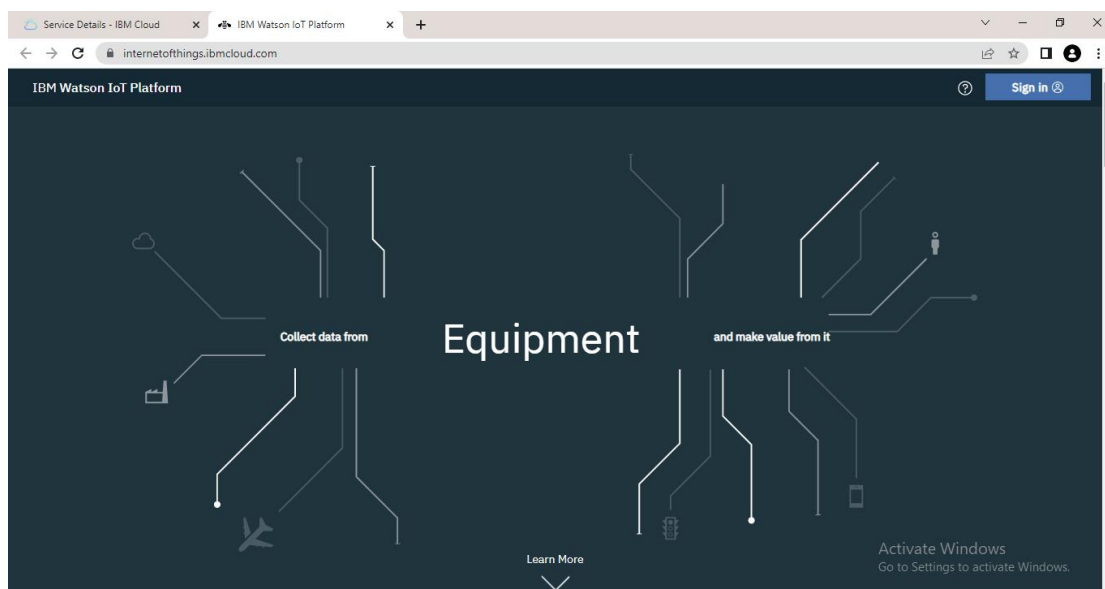 Service Details - IBM Cloud
IBM Watson IoT Platform
internetofthings.ibmcloud.com
IBM Watson IoT Platform
Sign in
Collect data from
Equipment
and make value from it
Learn More
Activate Windows
Go to Settings to activate Windows.